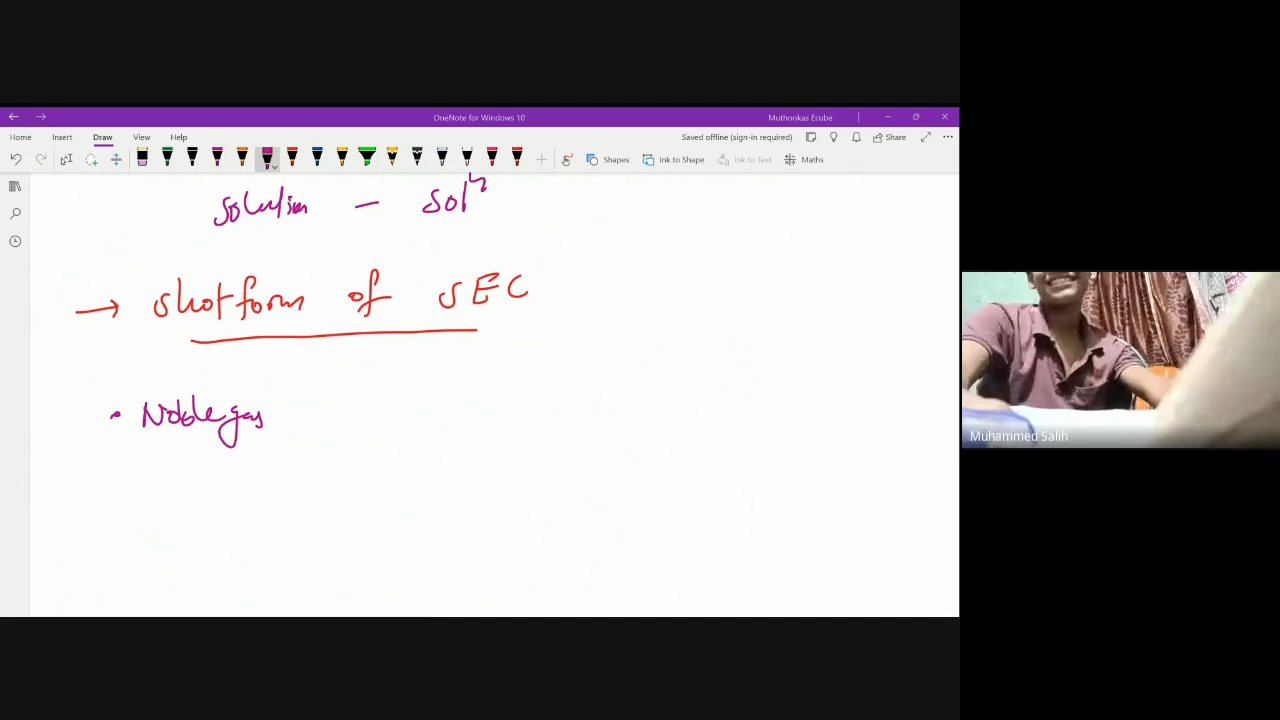 OneNote for Windows 10
Muthookas Ecube
Home Insert Draw View Help
Saved offline (sign-in required)
Share
Shapes
Ink to Shape
Ink to Text
Maths
solution - solⁿ
→ shotform of SEC
• Noble gas
Muhammed Salih